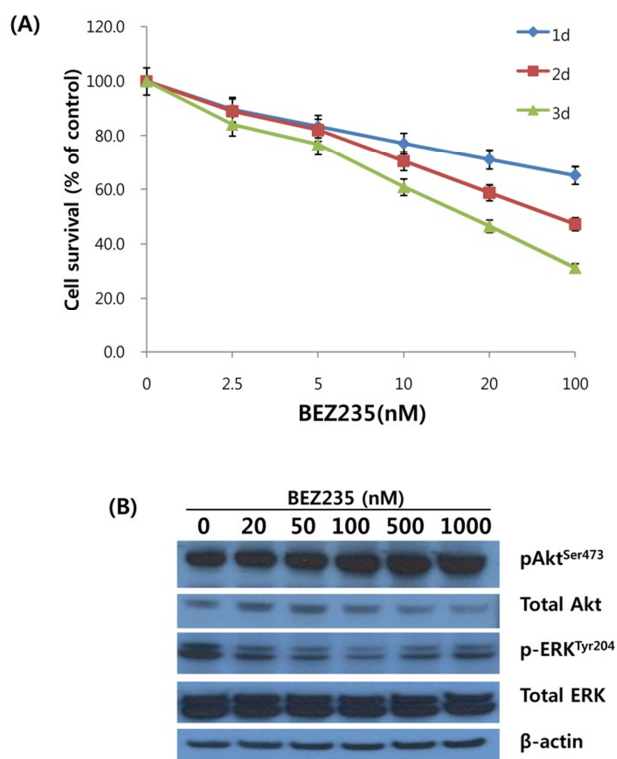 (A)
120.0
100.0
80.0
60.0
40.0
20.0
0.0
Cell survival (% of control)
1d
2d
3d
0 2.5 5 10 20 100
BEZ235(nM)
(B)
BEZ235 (nM)
0 20 50 100 500 1000
pAktSer473
Total Akt
p-ERKTyr204
Total ERK
β-actin